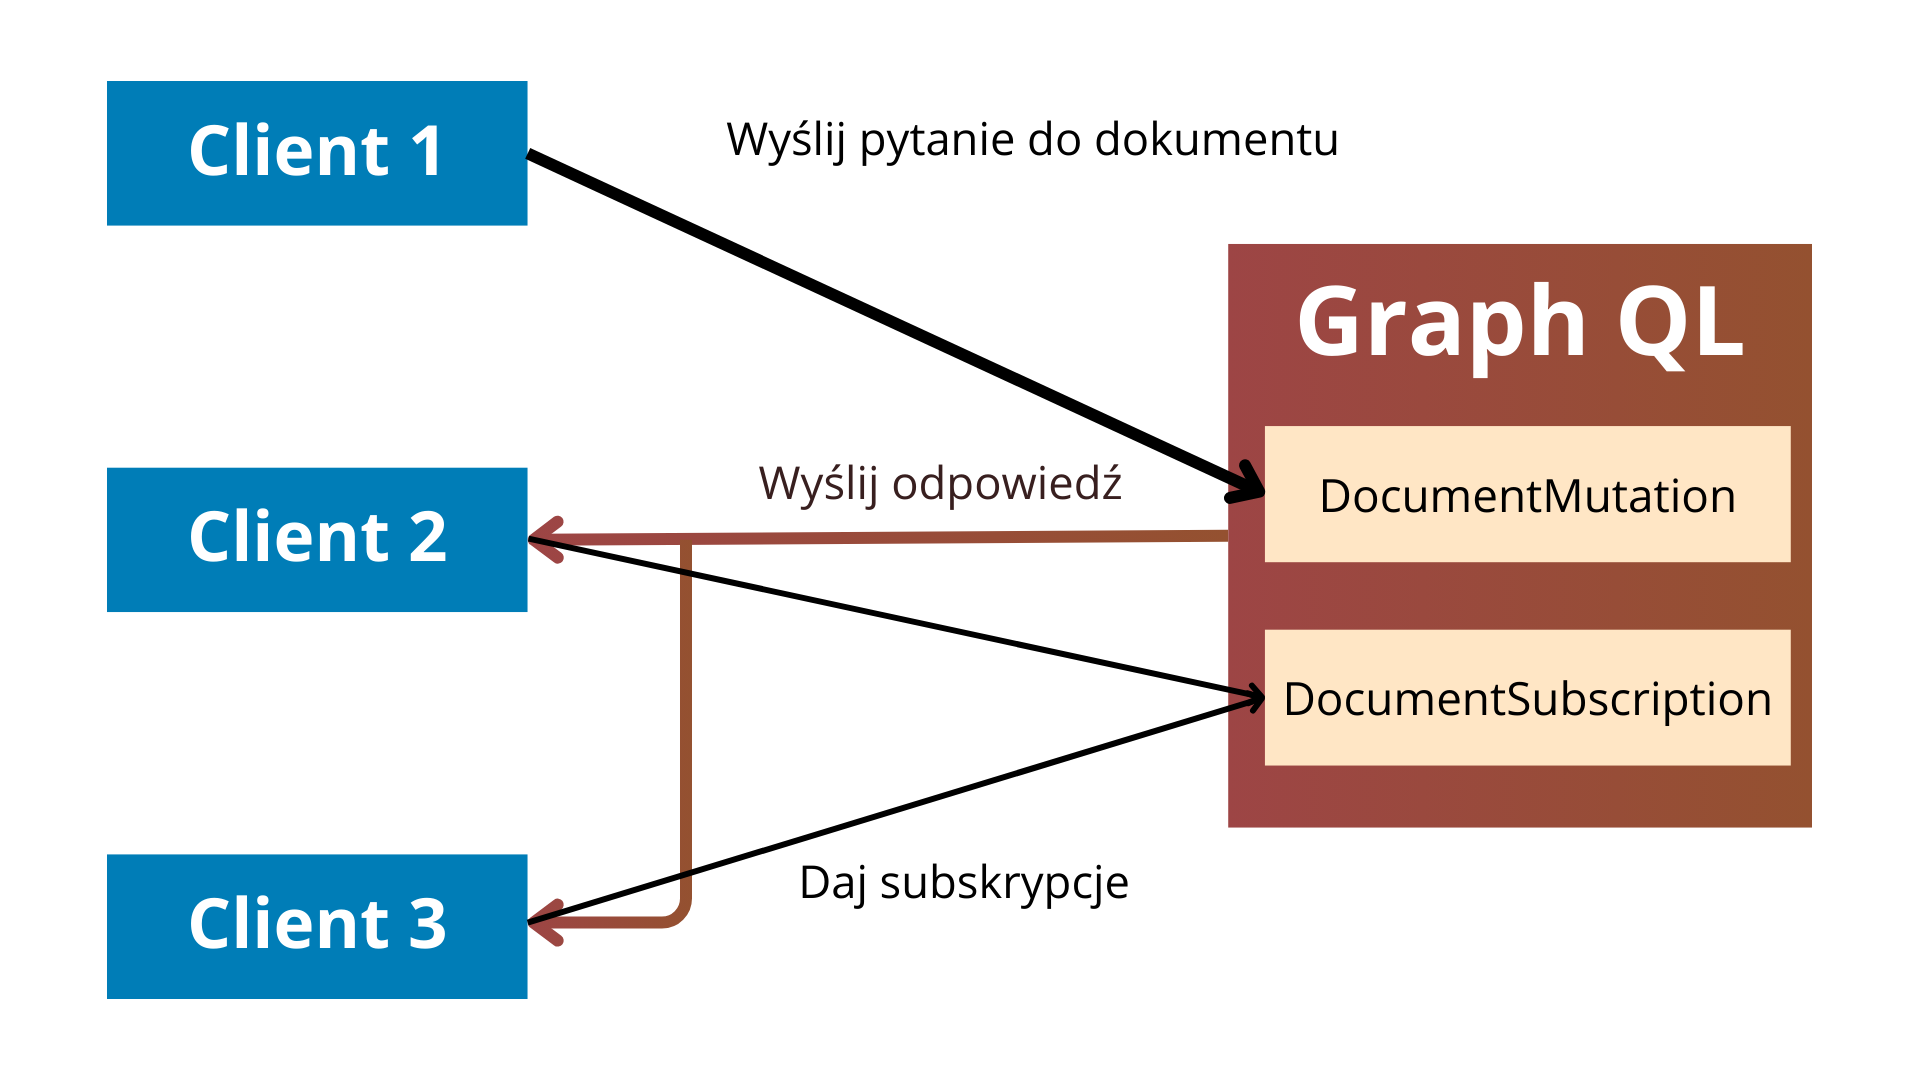 Client 1
Wyślij pytanie do dokumentu
Graph QL
Wyślij odpowiedź
DocumentMutation
Client 2
DocumentSubscription
Daj subskrypcje
Client 3